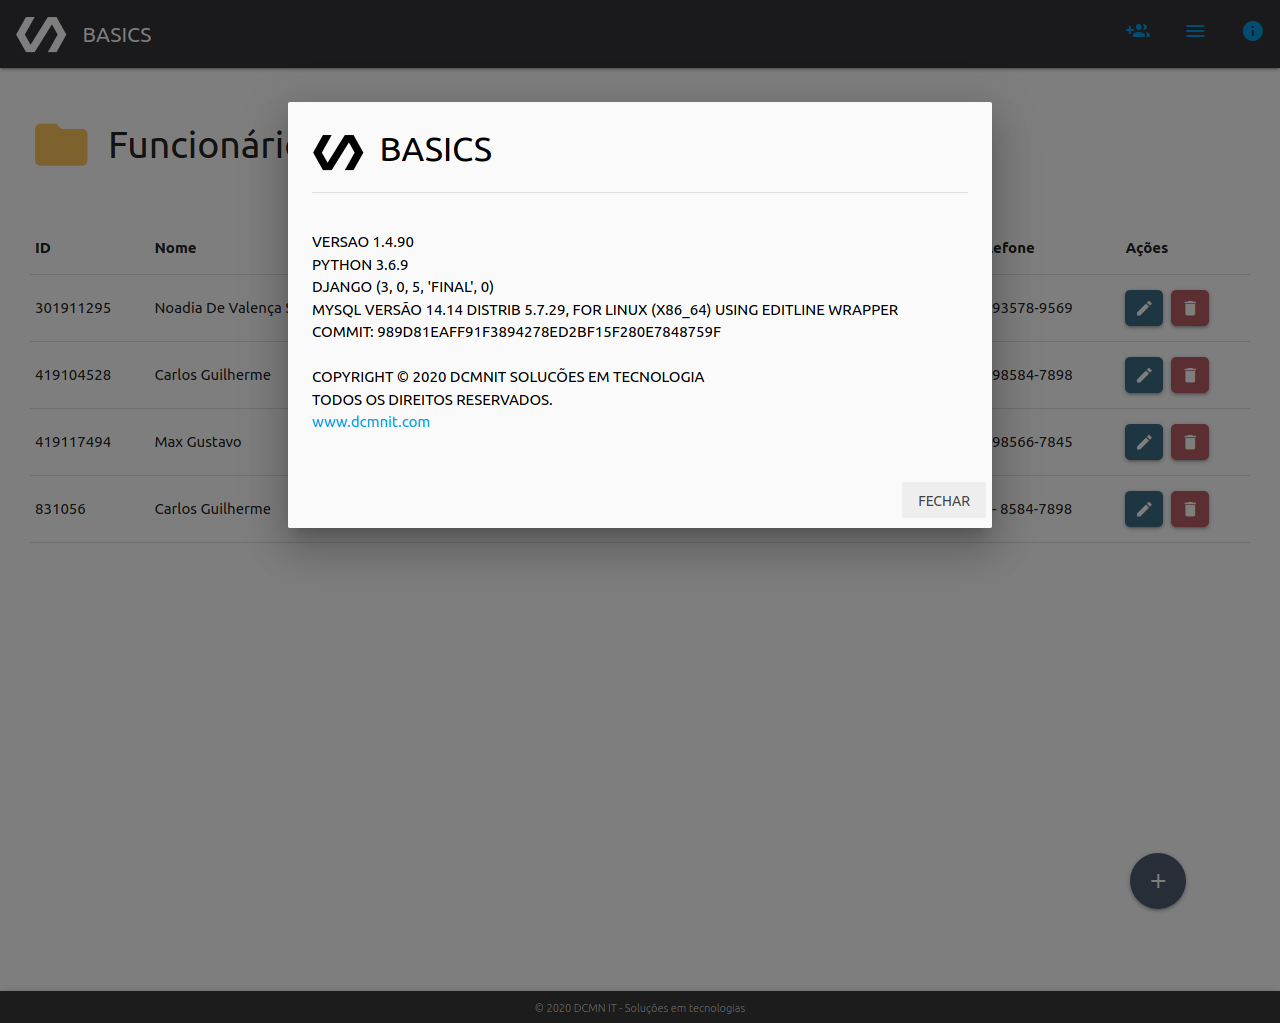 BASICS
Funcionári
BASICS
VERSAO 1.4.90
PYTHON 3.6.9
DJANGO (3, 0, 5, 'FINAL', 0)
MYSQL VERSÃO 14.14 DISTRIB 5.7.29, FOR LINUX (X86_64) USING EDITLINE WRAPPER
COMMIT: 989D81EAFF91F3894278ED2BF15F280E7848759F
COPYRIGHT © 2020 DCMNIT SOLUCÕES EM TECNOLOGIA
TODOS OS DIREITOS RESERVADOS.
www.dcmnit.com
FECHAR
ID Nome lefone Ações
301911295 Noadia De Valença 93578-9569
419104528 Carlos Guilherme 98584-7898
419117494 Max Gustavo 98566-7845
831056 Carlos Guilherme - 8584-7898
© 2020 DCMN IT - Soluções em tecnologias